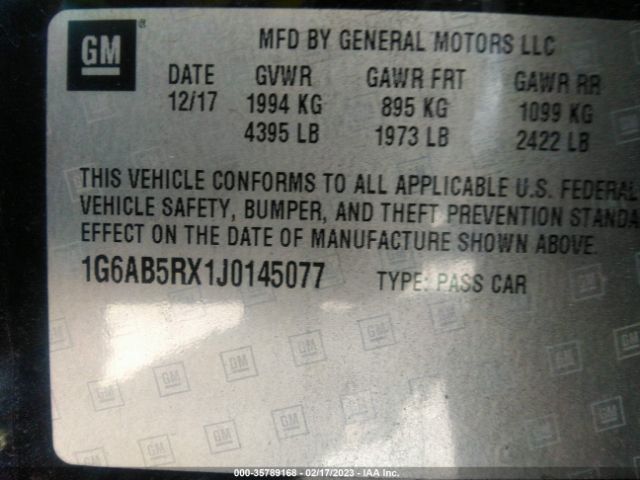 GM
®
MFD BY GENERAL MOTORS LLC
DATE GVWR GAWR FRT GAWR RR
12/17 1994 KG 895 KG 1099 KG
4395 LB 1973 LB 2422 LB
THIS VEHICLE CONFORMS TO ALL APPLICABLE U.S. FEDERAL
VEHICLE SAFETY, BUMPER, AND THEFT PREVENTION STANDA
EFFECT ON THE DATE OF MANUFACTURE SHOWN ABOVE.
1G6AB5RX1J0145077 TYPE: PASS CAR
000-35789168 - 02/17/2023 - IAA Inc.